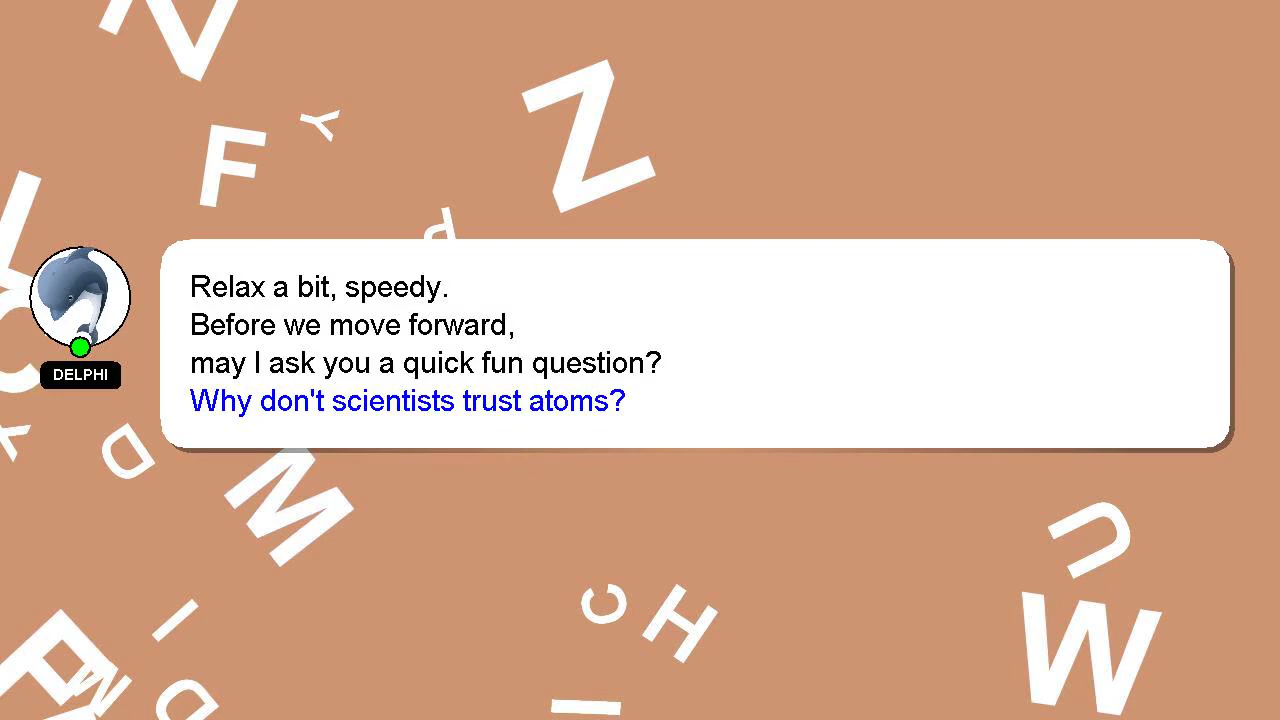 Z
F
Y
Z
P
Relax a bit, speedy.
Before we move forward,
may I ask you a quick fun question?
Why don't scientists trust atoms?
DELPHI
D
M
U
C
H
W
I
D